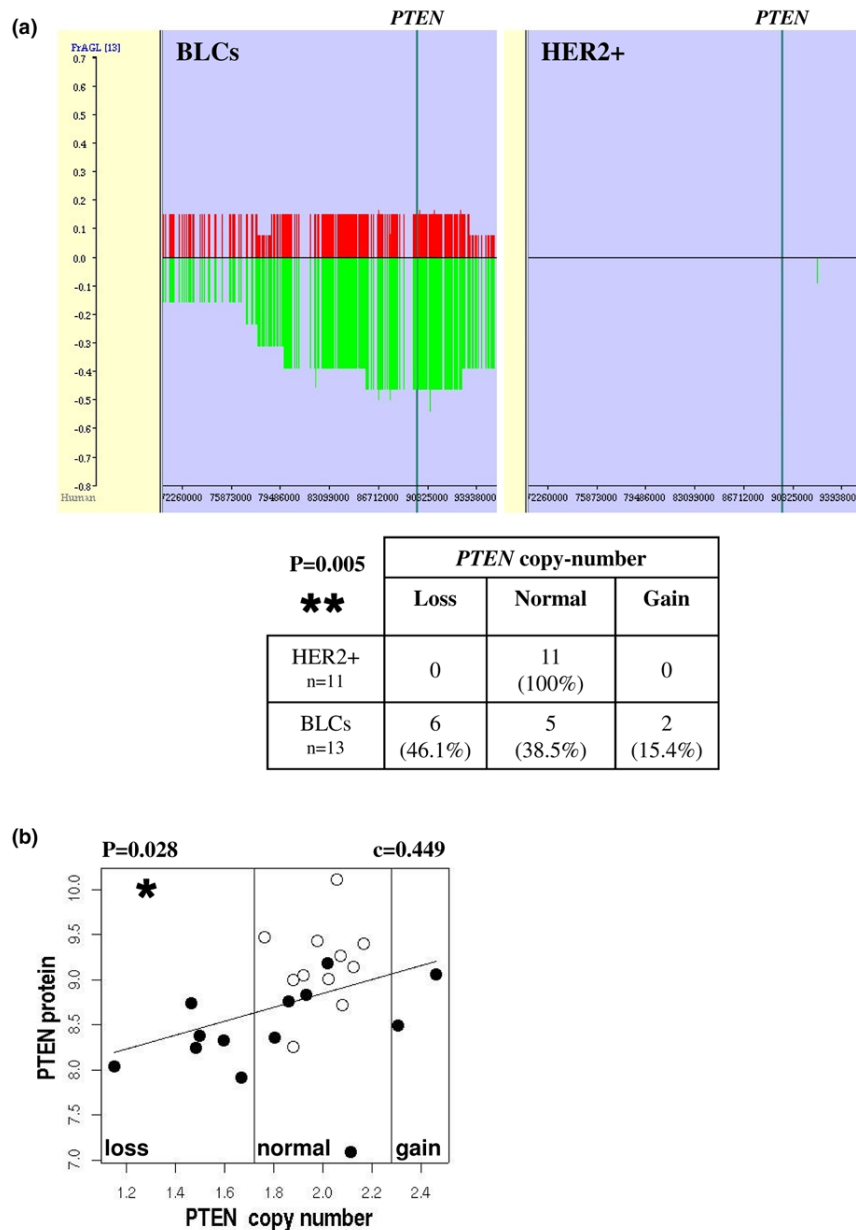 PTEN PTEN
(a)
FrAGL [13]
BLCs HER2+
0.7
0.6
0.5
0.4
0.3
0.2
0.1
0.0
-0.1
-0.2
-0.3
-0.4
-0.5
-0.6
-0.7
-0.8
Human
72260000 75873000 79486000 83099000 86712000 90325000 93938000
72260000 75873000 79486000 83099000 86712000 90325000 93938000
P=0.005 PTEN copy-number
** Loss Normal Gain
HER2+ 0 11 0
n=11 (100%)
BLCs 6 5 2
n=13 (46.1%) (38.5%) (15.4%)
(b)
P=0.028 c=0.449
*
PTEN protein
10.0
9.5
9.0
8.5
8.0
7.5
7.0
loss normal gain
1.2 1.4 1.6 1.8 2.0 2.2 2.4
PTEN copy number